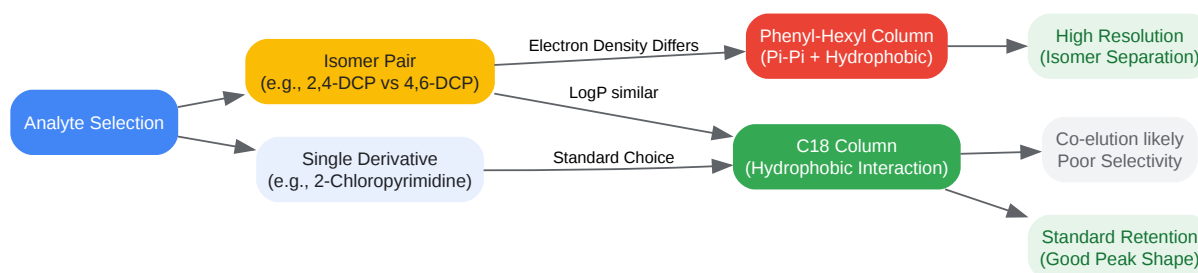 Analyte Selection
Isomer Pair
(e.g., 2,4-DCP vs 4,6-DCP)
Single Derivative
(e.g., 2-Chloropyrimidine)
Electron Density Differs
LogP similar
Standard Choice
Phenyl-Hexyl Column
(Pi-Pi + Hydrophobic)
C18 Column
(Hydrophobic Interaction)
High Resolution
(Isomer Separation)
Co-elution likely
Poor Selectivity
Standard Retention
(Good Peak Shape)